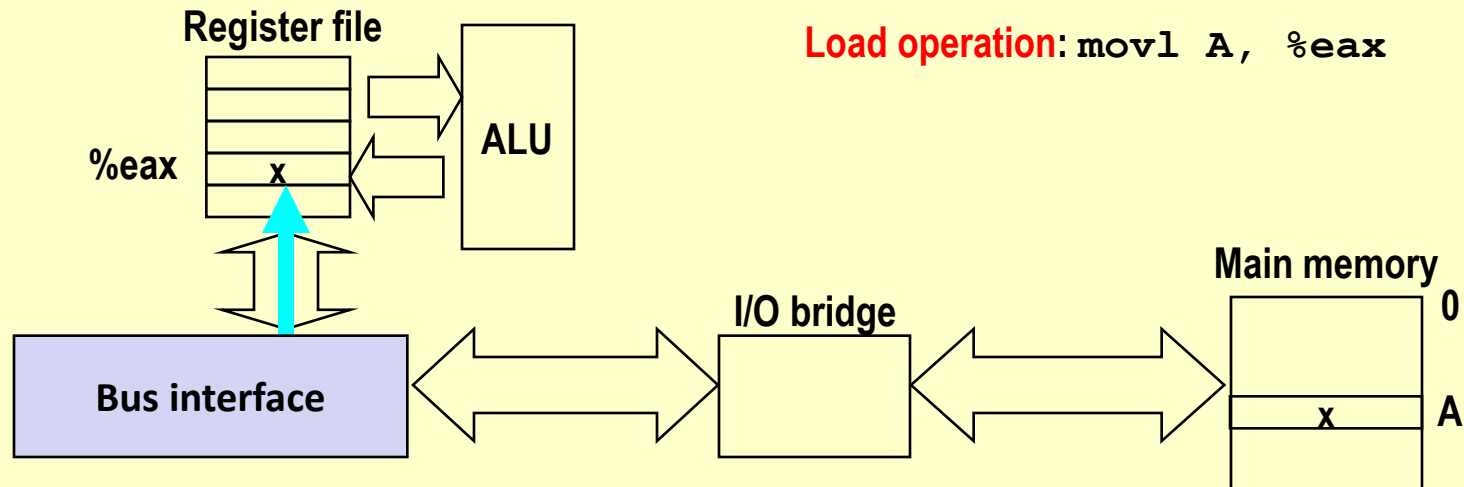 Register file
Load operation: movl A, %eax
ALU
%eax
x
Main memory
0
I/O bridge
Bus interface
x
A